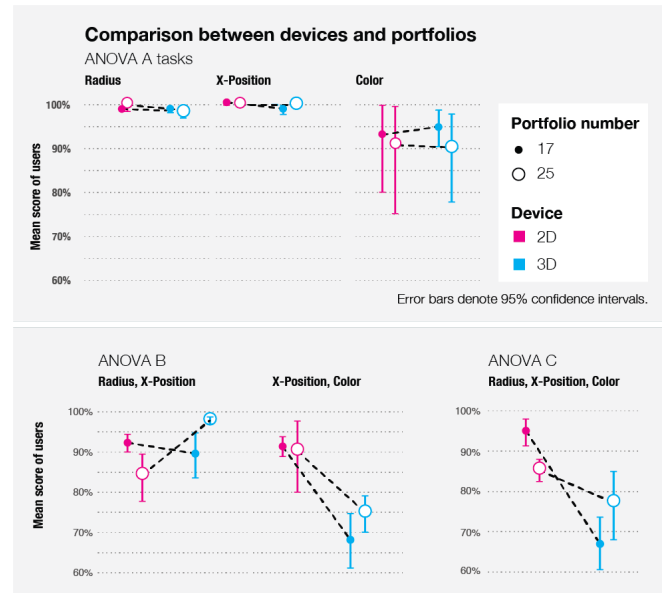 Comparison between devices and portfolios
ANOVA A tasks
Radius X-Position Color
100%
90%
80%
70%
60%
Mean score of users
Portfolio number
17
25
Device
2D
3D
Error bars denote 95% confidence intervals.
ANOVA B
Radius, X-Position X-Position, Color
100%
90%
80%
70%
60%
Mean score of users
ANOVA C
Radius, X-Position, Color
100%
90%
80%
70%
60%